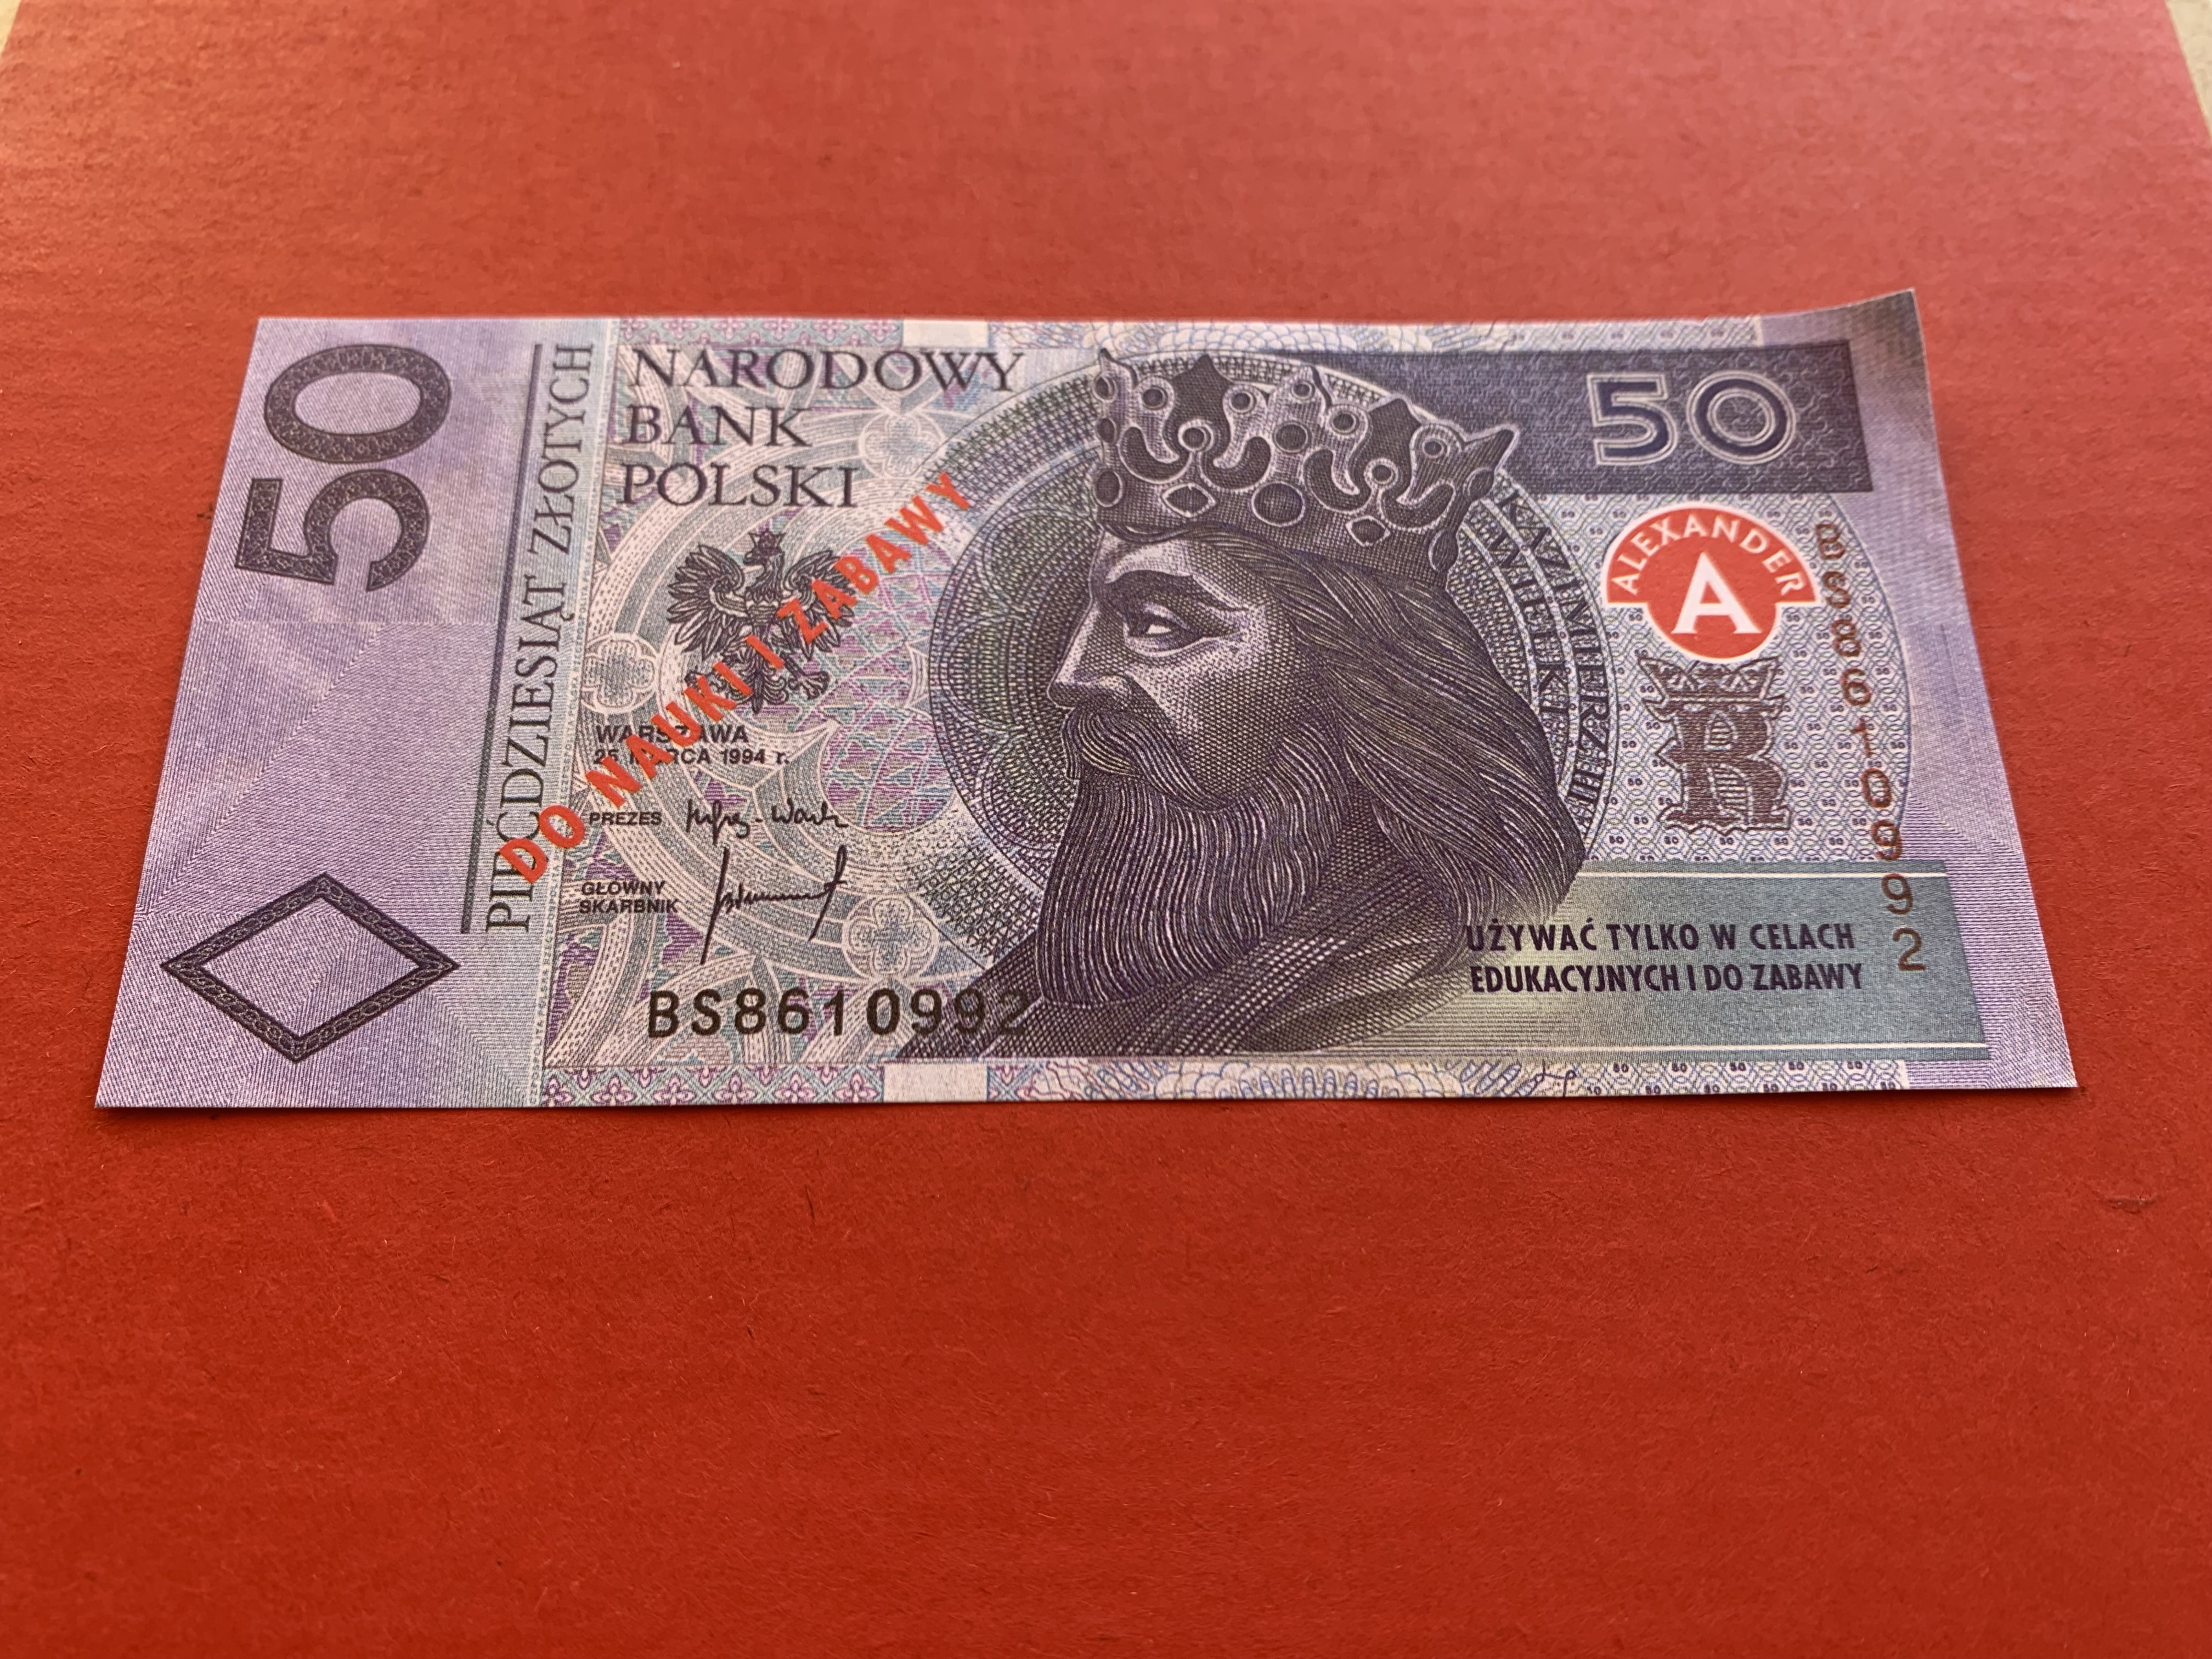 50
PIĘĆDZIESIĄT ZŁOTYCH
NARODOWY
BANK
POLSKI
DO NAUKI I ZABAWY
1994 r.
PREZES
GŁÓWNY
SKARBNIK
BS8610992
KAZIMIERZ III
WIELKI
50
ALEXANDER
A
BS8610992
UŻYWAĆ TYLKO W CELACH
EDUKACYJNYCH I DO ZABAWY